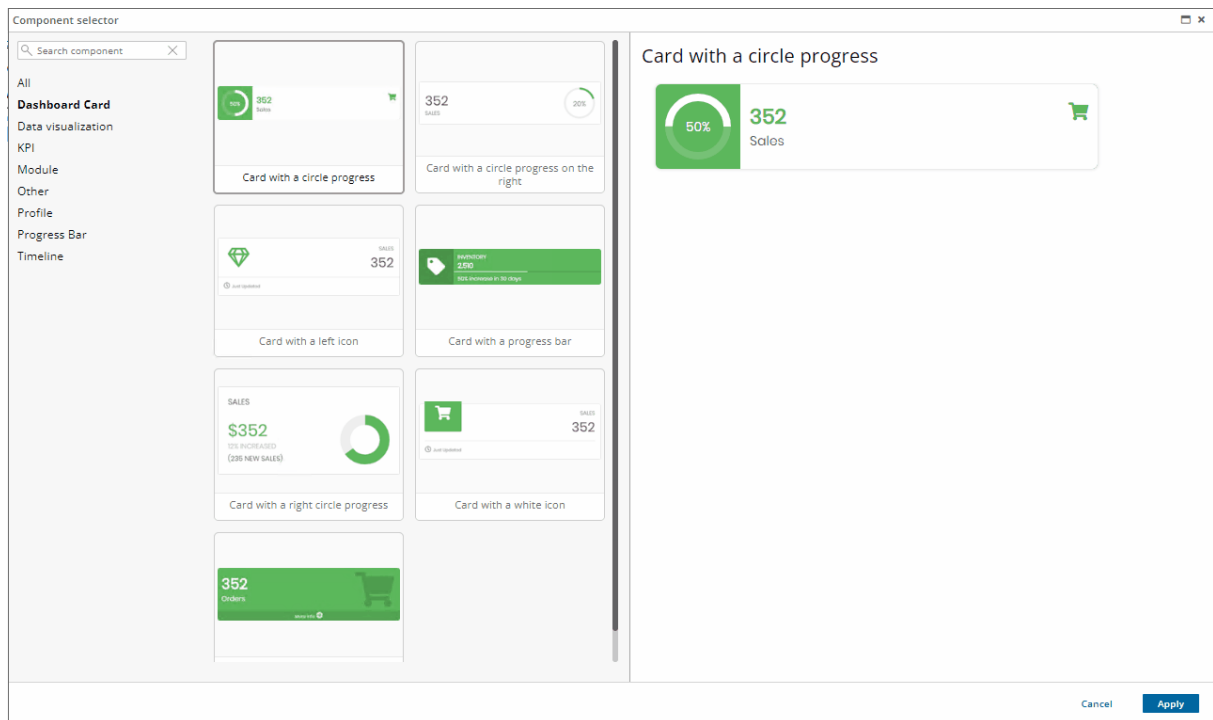 Component selector
Search component
All
Dashboard Card
Data visualization
KPI
Module
Other
Profile
Progress Bar
Timeline
50%
352
Sales
Card with a circle progress
352
SALES
20%
Card with a circle progress on the
right
SALES
352
Just Updated
Card with a left icon
INVENTORY
2,510
50% increased in 30 days
Card with a progress bar
SALES
$352
12% INCREASED
(235 NEW SALES)
Card with a right circle progress
SALES
352
Just Updated
Card with a white icon
352
Orders
More Info
Card with a circle progress
50%
352
Sales
Cancel
Apply